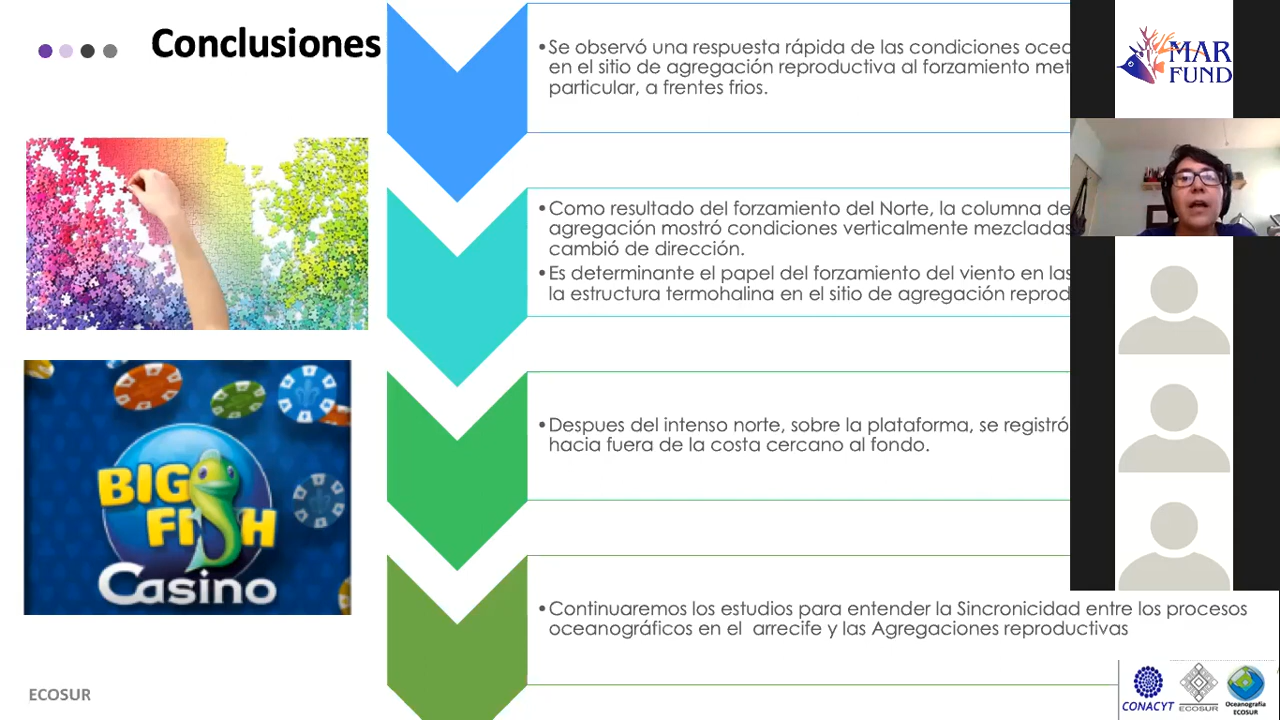 Conclusiones
•Se observó una respuesta rápida de las condiciones
en el sitio de agregación reproductiva al forzamiento
particular, a frentes frios.
•Como resultado del forzamiento del Norte, la columna de
agregación mostró condiciones verticalmente mezcladas
cambió de dirección.
•Es determinante el papel del forzamiento del viento en las
la estructura termohalina en el sitio de agregación
•Despues del intenso norte, sobre la plataforma, se registró
hacia fuera de la costa cercano al fondo.
•Continuaremos los estudios para entender la Sincronicidad entre los procesos
oceanográficos en el arrecife y las Agregaciones reproductivas
BIG
FISH
Casino
ECOSUR
MAR
FUND
CONACYT
ECOSUR
Oceanografía
ECOSUR